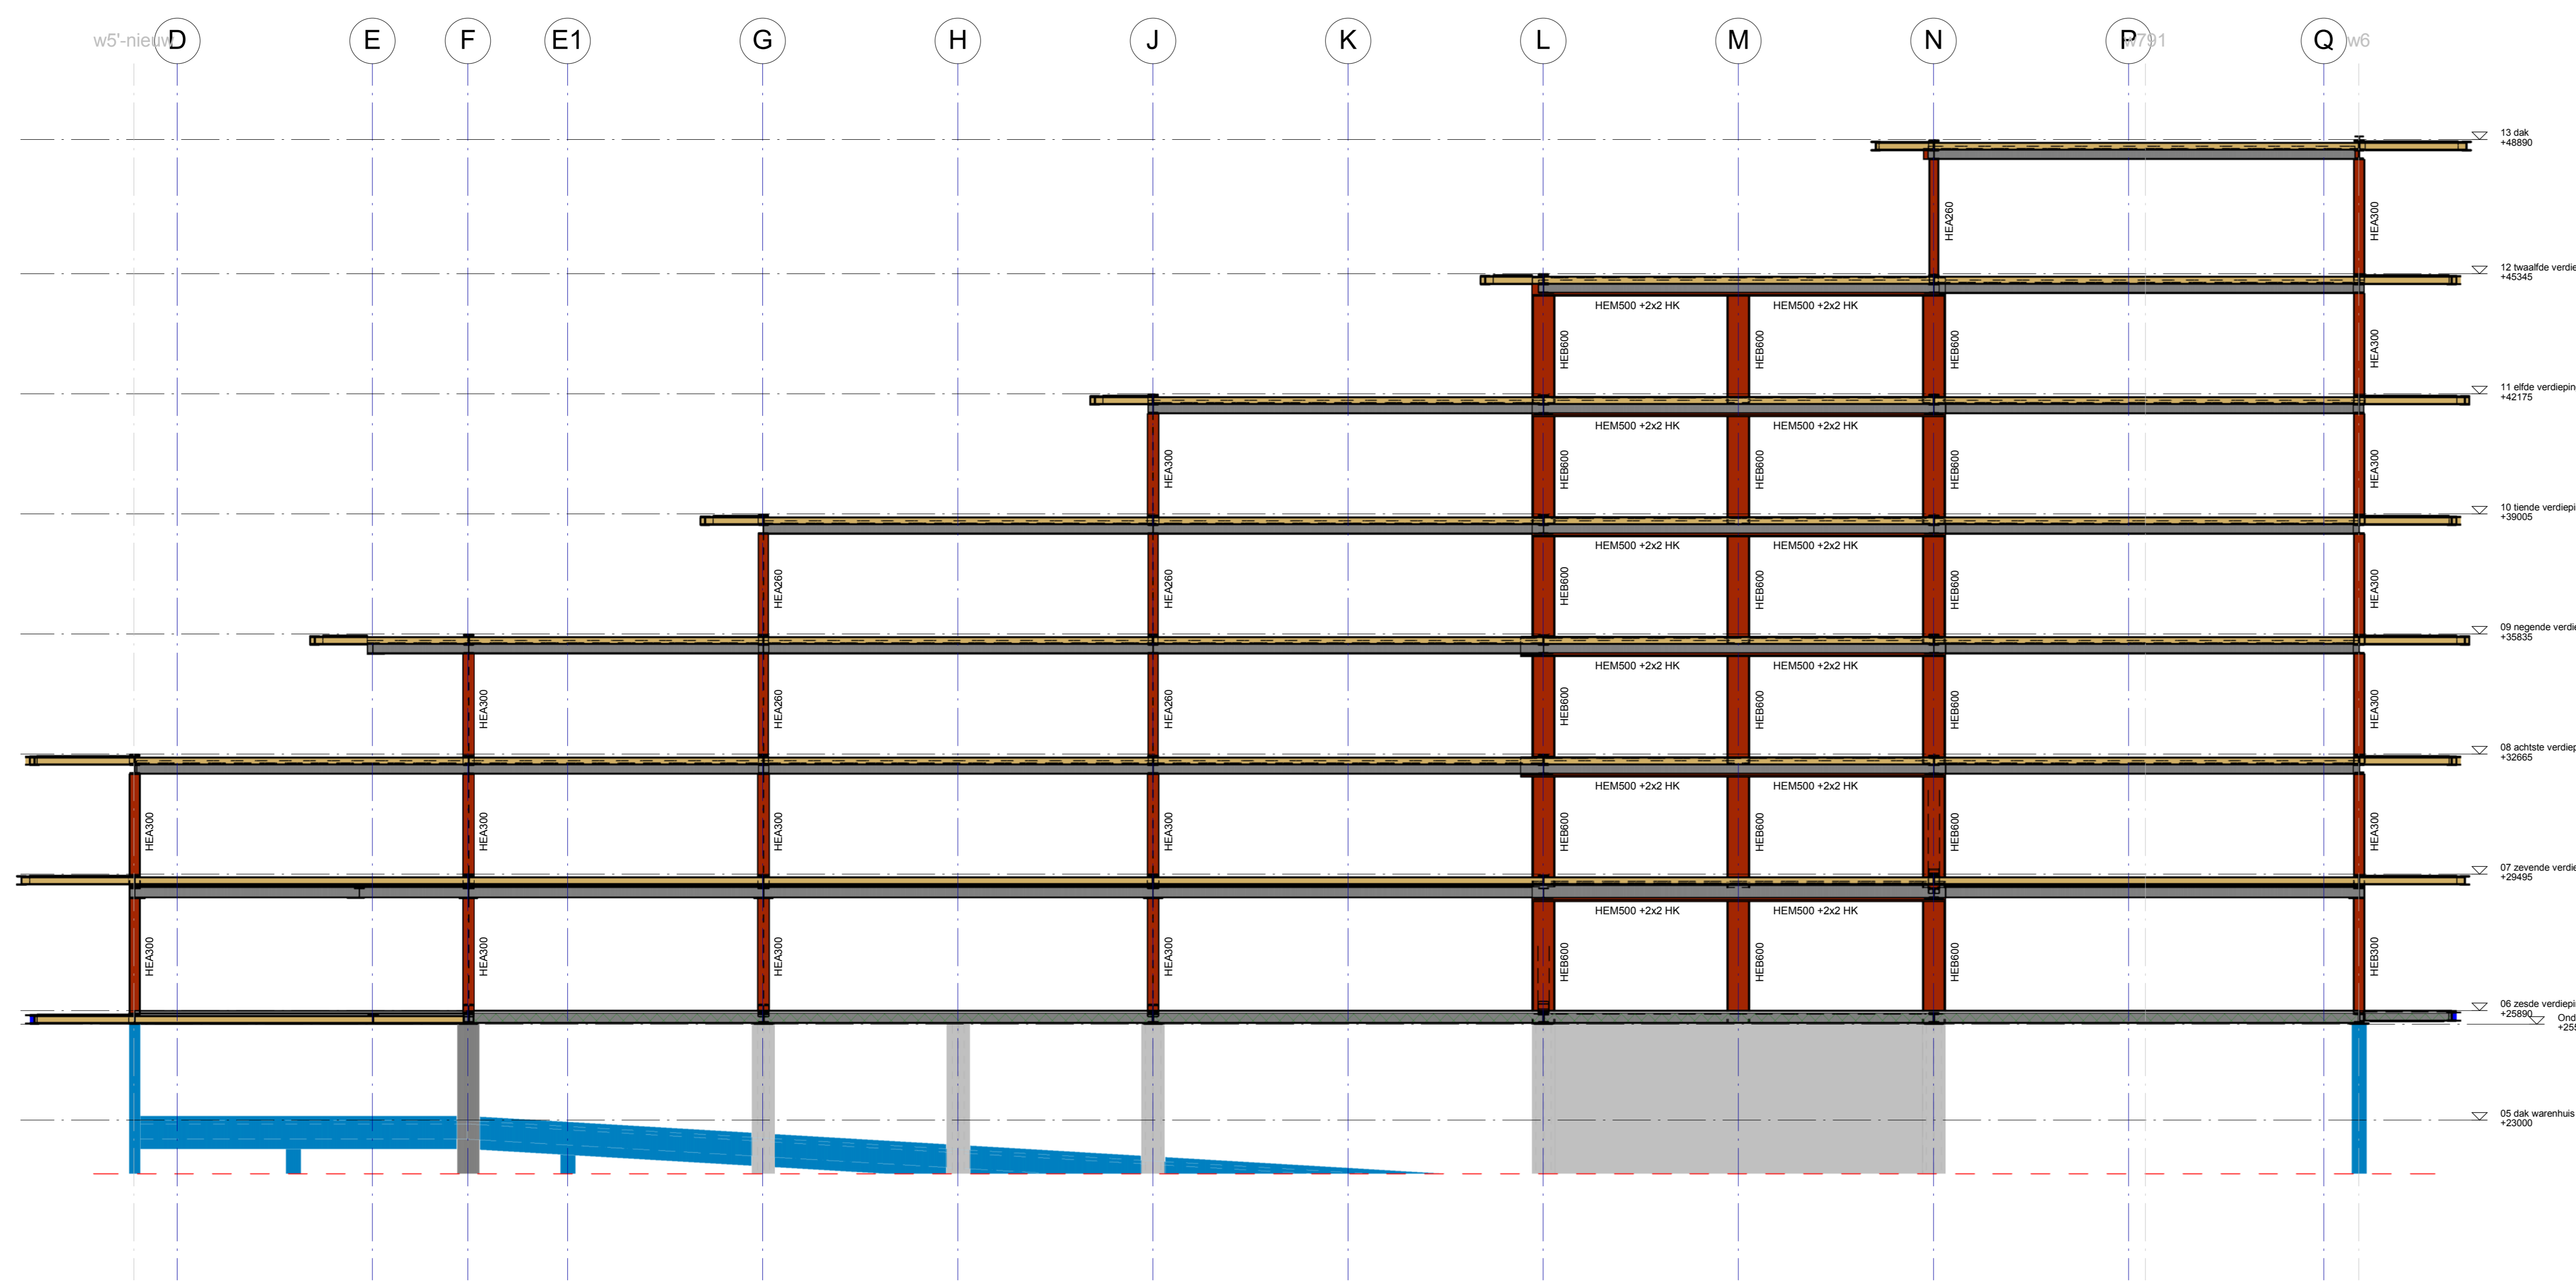 w5'-nieuw D E F E1 G H J K L M N P w791 Q w6
13 dak
+48890
HEA260 HEA300
12 twaalfde verdie
+45345
HEM500 +2x2 HK HEM500 +2x2 HK
HEB600 HEB600 HEB600 HEA300
11 elfde verdiepin
+42175
HEM500 +2x2 HK HEM500 +2x2 HK
HEA300 HEB600 HEB600 HEB600 HEA300
10 tiende verdiepi
+39005
HEM500 +2x2 HK HEM500 +2x2 HK
HEA260 HEA260 HEB600 HEB600 HEB600 HEA300
09 negende verdie
+35835
HEM500 +2x2 HK HEM500 +2x2 HK
HEA300 HEA260 HEA260 HEB600 HEB600 HEB600 HEA300
08 achtste verdiep
+32665
HEM500 +2x2 HK HEM500 +2x2 HK
HEA300 HEA300 HEA300 HEA300 HEB600 HEB600 HEB600 HEA300
07 zevende verdie
+29495
HEM500 +2x2 HK HEM500 +2x2 HK
HEA300 HEA300 HEA300 HEA300 HEB600 HEB600 HEB600 HEB300
06 zesde verdiepi
+25890
Ond
+255
05 dak warenhuis
+23000